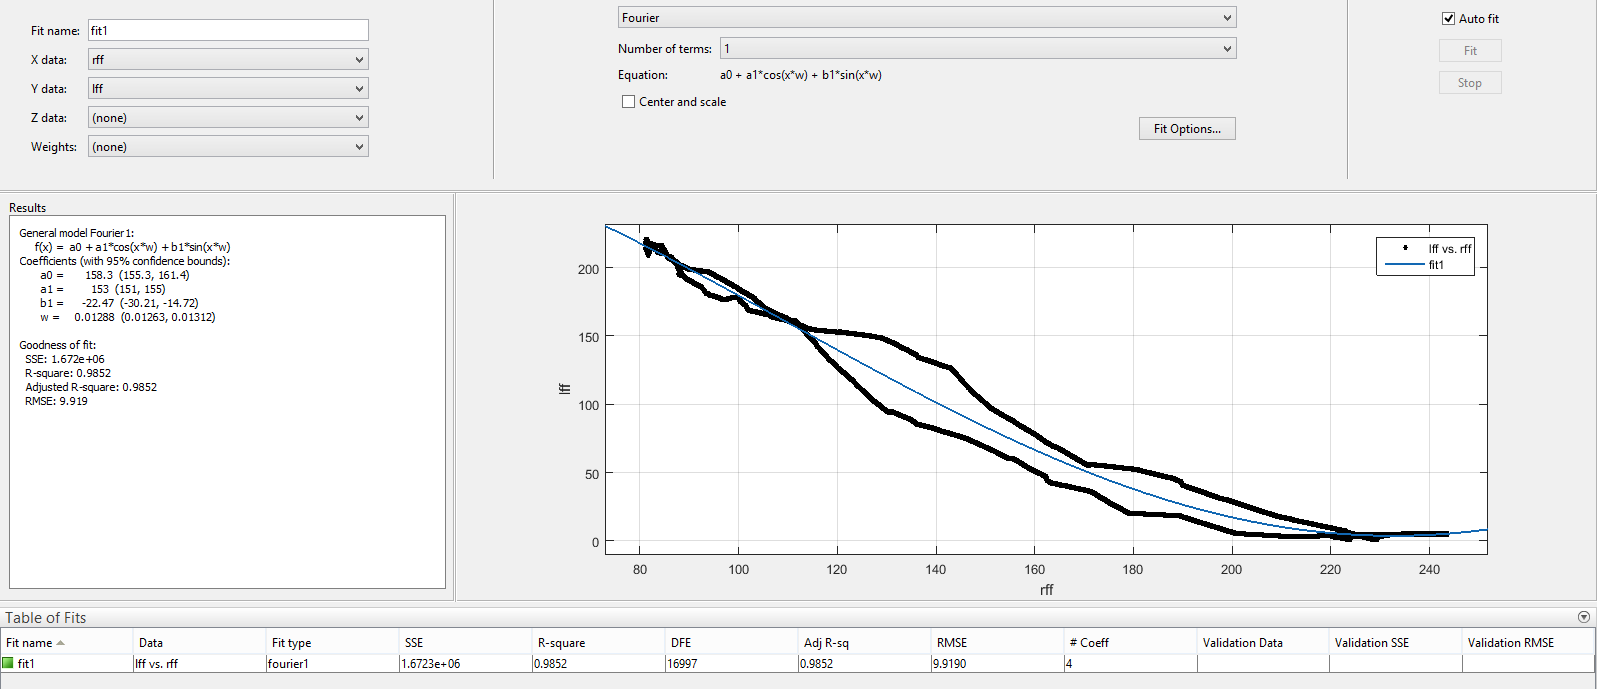 Fit name: fit1
X data: rff
Y data: lff
Z data: (none)
Weights: (none)
Fourier
Number of terms: 1
Equation: a0 + a1*cos(x*w) + b1*sin(x*w)
Center and scale
Fit Options...
Auto fit
Fit
Stop
Results
General model Fourier1:
f(x) = a0 + a1*cos(x*w) + b1*sin(x*w)
Coefficients (with 95% confidence bounds):
a0 = 158.3 (155.3, 161.4)
a1 = 153 (151, 155)
b1 = -22.47 (-30.21, -14.72)
w = 0.01288 (0.01263, 0.01312)
Goodness of fit:
SSE: 1.672e+06
R-square: 0.9852
Adjusted R-square: 0.9852
RMSE: 9.919
lff vs. rff
fit1
200
150
100
50
0
lff
80 100 120 140 160 180 200 220 240
rff
Table of Fits
Fit name Data Fit type SSE R-square DFE Adj R-sq RMSE # Coeff Validation Data Validation SSE Validation RMSE
fit1 lff vs. rff fourier1 1.6723e+06 0.9852 16997 0.9852 9.9190 4